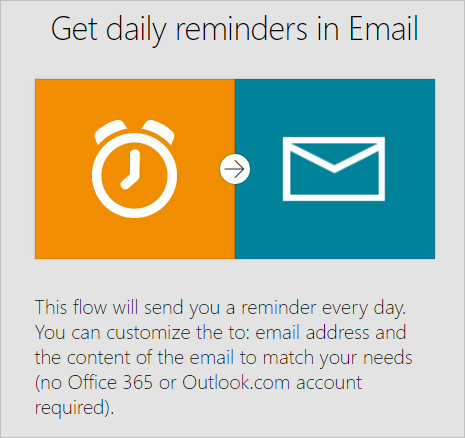 Get daily reminders in Email
This flow will send you a reminder every day.
You can customize the to: email address and
the content of the email to match your needs
(no Office 365 or Outlook.com account
required).